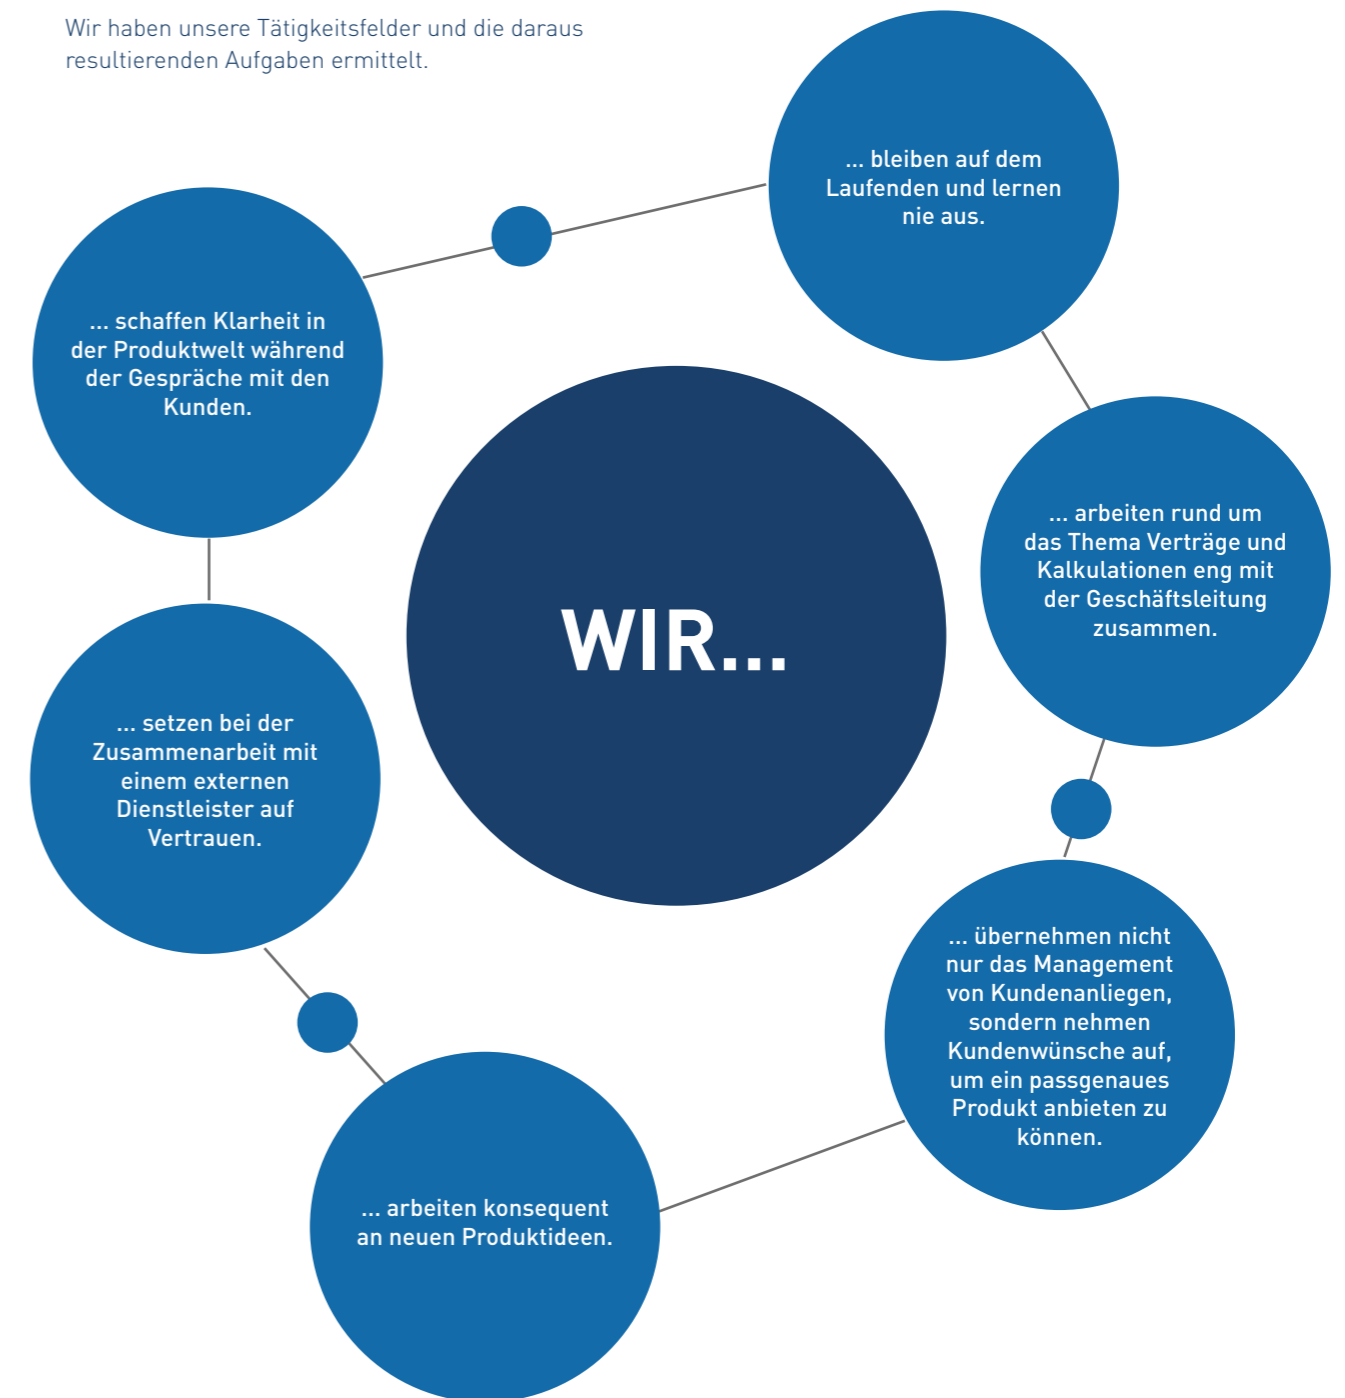 Wir haben unsere Tätigkeitsfelder und die daraus
resultierenden Aufgaben ermittelt.
... bleiben auf dem
Laufenden und lernen
nie aus.
... schaffen Klarheit in
der Produktwelt während
der Gespräche mit den
Kunden.
... arbeiten rund um
das Thema Verträge und
Kalkulationen eng mit
der Geschäftsleitung
zusammen.
WIR...
... setzen bei der
Zusammenarbeit mit
einem externen
Dienstleister auf
Vertrauen.
... übernehmen nicht
nur das Management
von Kundenanliegen,
sondern nehmen
Kundenwünsche auf,
um ein passgenaues
Produkt anbieten zu
können.
... arbeiten konsequent
an neuen Produktideen.